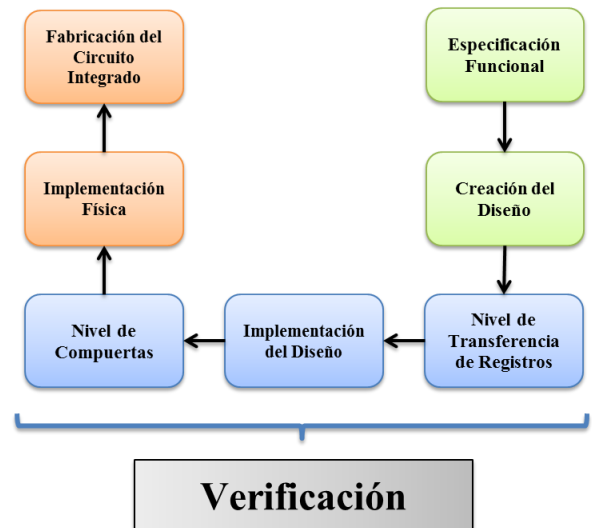 Fabricación del
Circuito
Integrado
Especificación
Funcional
Implementación
Física
Creación del
Diseño
Nivel de
Compuertas
Implementación
del Diseño
Nivel de
Transferencia
de Registros
Verificación